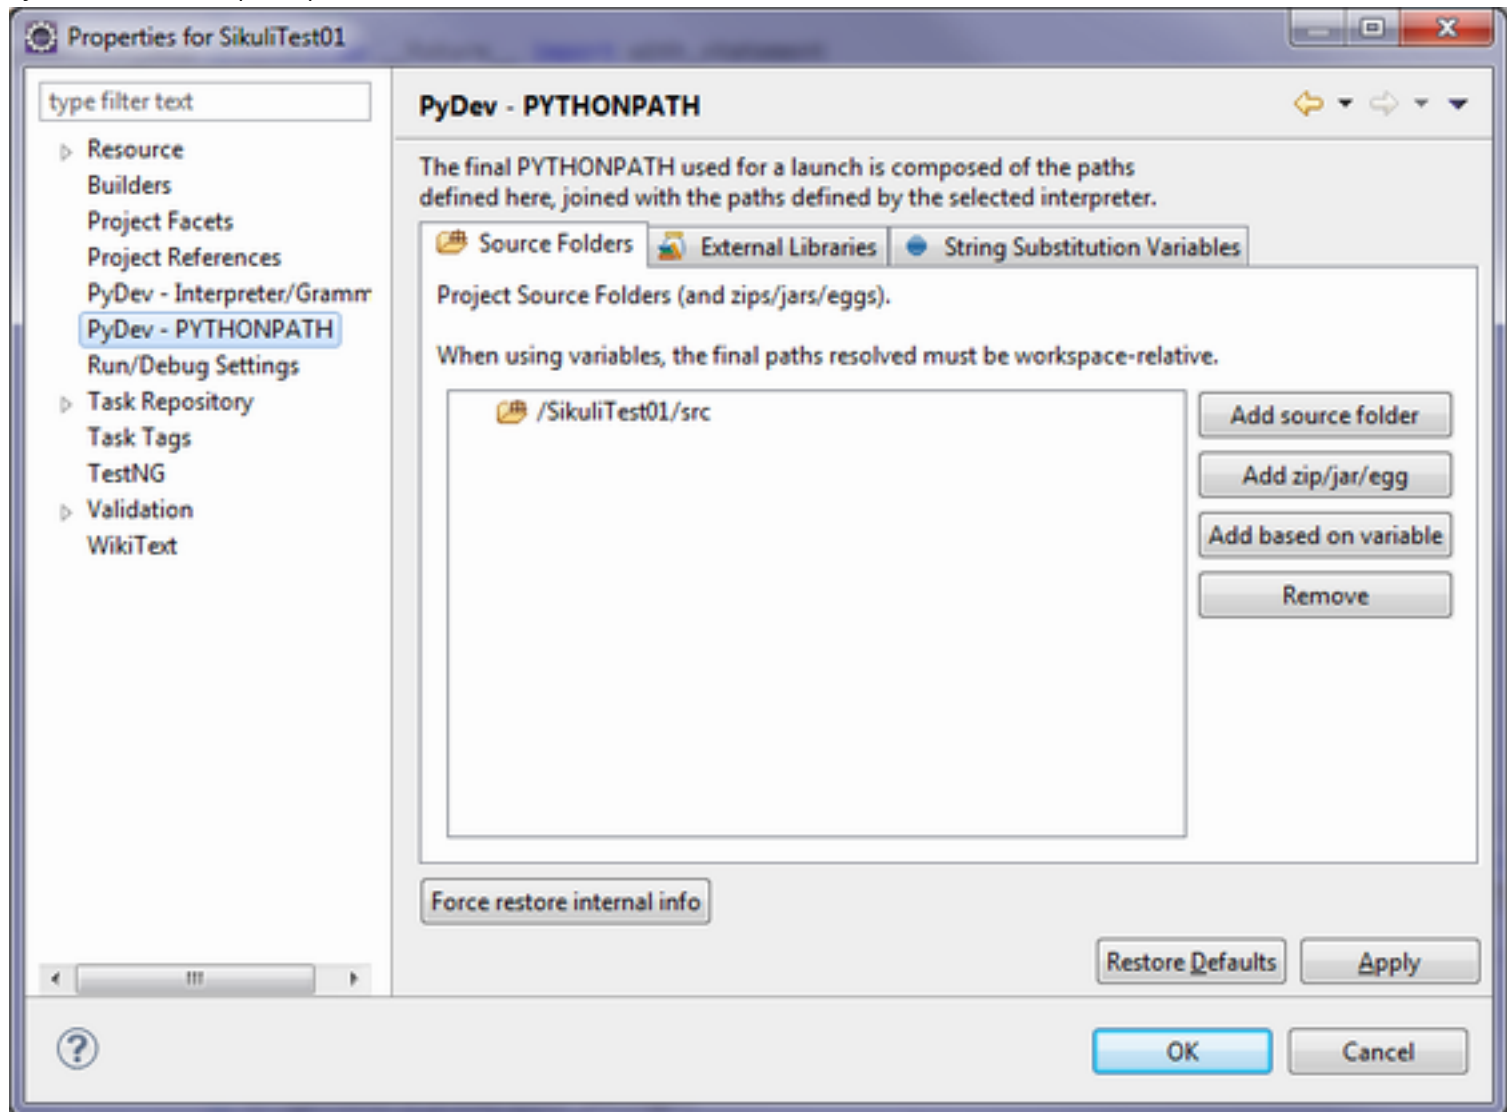 Properties for SikuliTest01
type filter text
Resource
Builders
Project Facets
Project References
PyDev - Interpreter/Gramm
PyDev - PYTHONPATH
Run/Debug Settings
Task Repository
Task Tags
TestNG
Validation
WikiText
PyDev - PYTHONPATH
The final PYTHONPATH used for a launch is composed of the paths
defined here, joined with the paths defined by the selected interpreter.
Source Folders External Libraries String Substitution Variables
Project Source Folders (and zips/jars/eggs).
When using variables, the final paths resolved must be workspace-relative.
/SikuliTest01/src
Add source folder
Add zip/jar/egg
Add based on variable
Remove
Force restore internal info
Restore Defaults Apply
OK Cancel